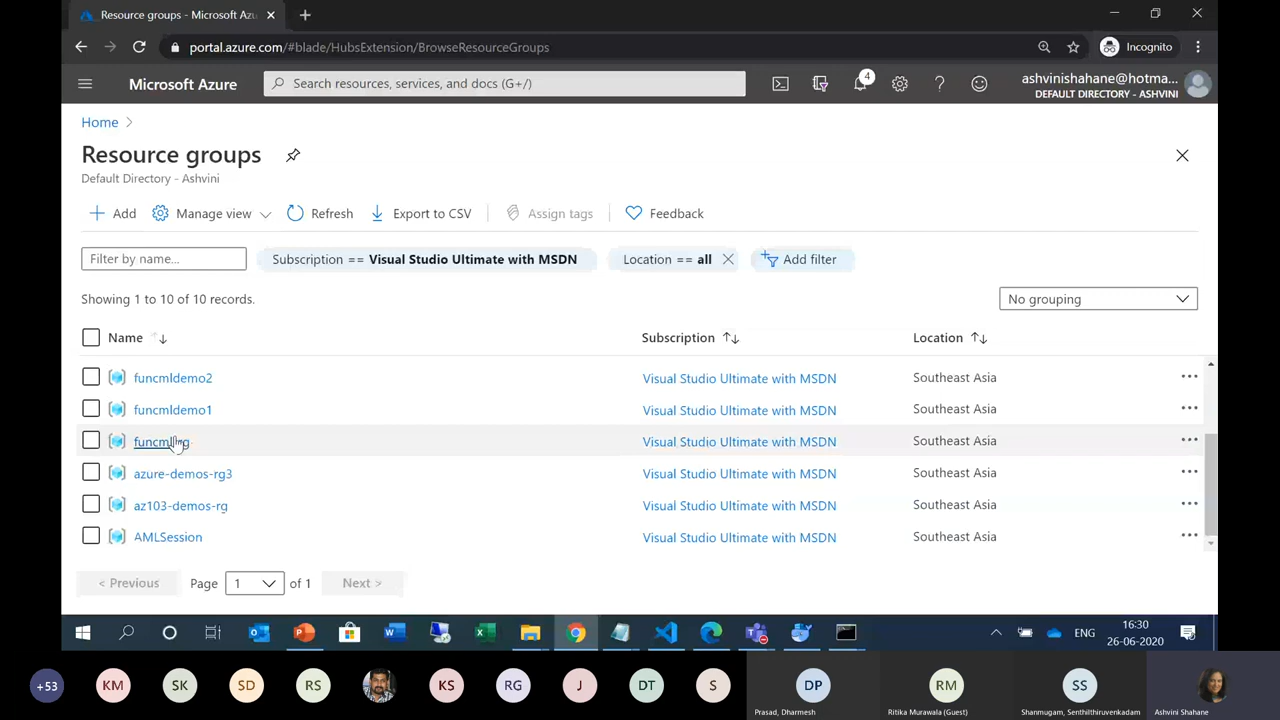 Resource groups - Microsoft Azu
portal.azure.com/#blade/HubsExtension/BrowseResourceGroups
Incognito
Microsoft Azure
Search resources, services, and docs (G+/)
4
ashvinishahane@hotma...
DEFAULT DIRECTORY - ASHVINI
Home
Resource groups
Default Directory - Ashvini
Add
Manage view
Refresh
Export to CSV
Assign tags
Feedback
Filter by name...
Subscription == Visual Studio Ultimate with MSDN
Location == all
Add filter
Showing 1 to 10 of 10 records.
No grouping
Name
Subscription
Location
funcmldemo2 Visual Studio Ultimate with MSDN Southeast Asia
funcmldemo1 Visual Studio Ultimate with MSDN Southeast Asia
Visual Studio Ultimate with MSDN Southeast Asia
azure-demos-rg3 Visual Studio Ultimate with MSDN Southeast Asia
az103-demos-rg Visual Studio Ultimate with MSDN Southeast Asia
AMLSession Visual Studio Ultimate with MSDN Southeast Asia
< Previous
Page
1
of 1
Next >
ENG
16:30
26-06-2020
+53
KM
SK
SD
RS
KS
RG
J
DT
S
DP
Prasad, Dharmesh
RM
Ritika Murawala (Guest)
SS
Shanmugam, Senthilthiruvenkadam
Ashvini Shahane